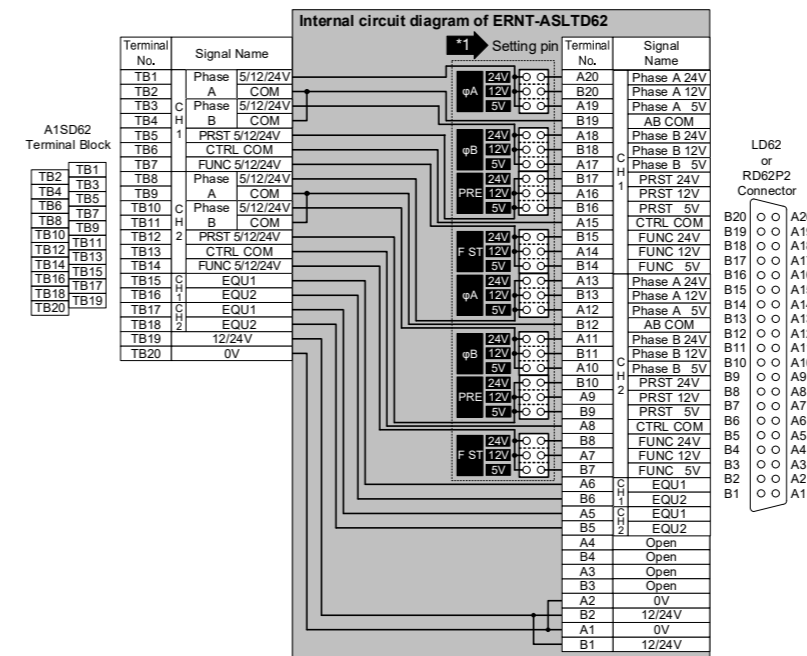 Internal circuit diagram of ERNT-ASLTD62
*1 Setting pin
A1SD62
Terminal Block
TB1
TB2
TB3
TB4
TB5
TB6
TB7
TB8
TB9
TB10
TB11
TB12
TB13
TB14
TB15
TB16
TB17
TB18
TB19
TB20
Terminal No. Signal Name
TB1 CH1 Phase A 5/12/24V
TB2 COM
TB3 Phase B 5/12/24V
TB4 COM
TB5 PRST 5/12/24V
TB6 CTRL COM
TB7 FUNC 5/12/24V
TB8 CH2 Phase A 5/12/24V
TB9 COM
TB10 Phase B 5/12/24V
TB11 COM
TB12 PRST 5/12/24V
TB13 CTRL COM
TB14 FUNC 5/12/24V
TB15 CH1 EQU1
TB16 EQU2
TB17 CH2 EQU1
TB18 EQU2
TB19 12/24V
TB20 0V
φA 24V 12V 5V
φB 24V 12V 5V
PRE 24V 12V 5V
F ST 24V 12V 5V
φA 24V 12V 5V
φB 24V 12V 5V
PRE 24V 12V 5V
F ST 24V 12V 5V
Terminal No. Signal Name
A20 CH1 Phase A 24V
B20 Phase A 12V
A19 Phase A 5V
B19 AB COM
A18 Phase B 24V
B18 Phase B 12V
A17 Phase B 5V
B17 PRST 24V
A16 PRST 12V
B16 PRST 5V
A15 CTRL COM
B15 FUNC 24V
A14 FUNC 12V
B14 FUNC 5V
A13 CH2 Phase A 24V
B13 Phase A 12V
A12 Phase A 5V
B12 AB COM
A11 Phase B 24V
B11 Phase B 12V
A10 Phase B 5V
B10 PRST 24V
A9 PRST 12V
B9 PRST 5V
A8 CTRL COM
B8 FUNC 24V
A7 FUNC 12V
B7 FUNC 5V
A6 CH1 EQU1
B6 EQU2
A5 CH2 EQU1
B5 EQU2
A4 Open
B4 Open
A3 Open
B3 Open
A2 0V
B2 12/24V
A1 0V
B1 12/24V
LD62
or
RD62P2
Connector
B20
B19
B18
B17
B16
B15
B14
B13
B12
B11
B10
B9 A9
B8 A8
B7 A7
B6 A6
B5 A5
B4 A4
B3 A3
B2 A2
B1 A1